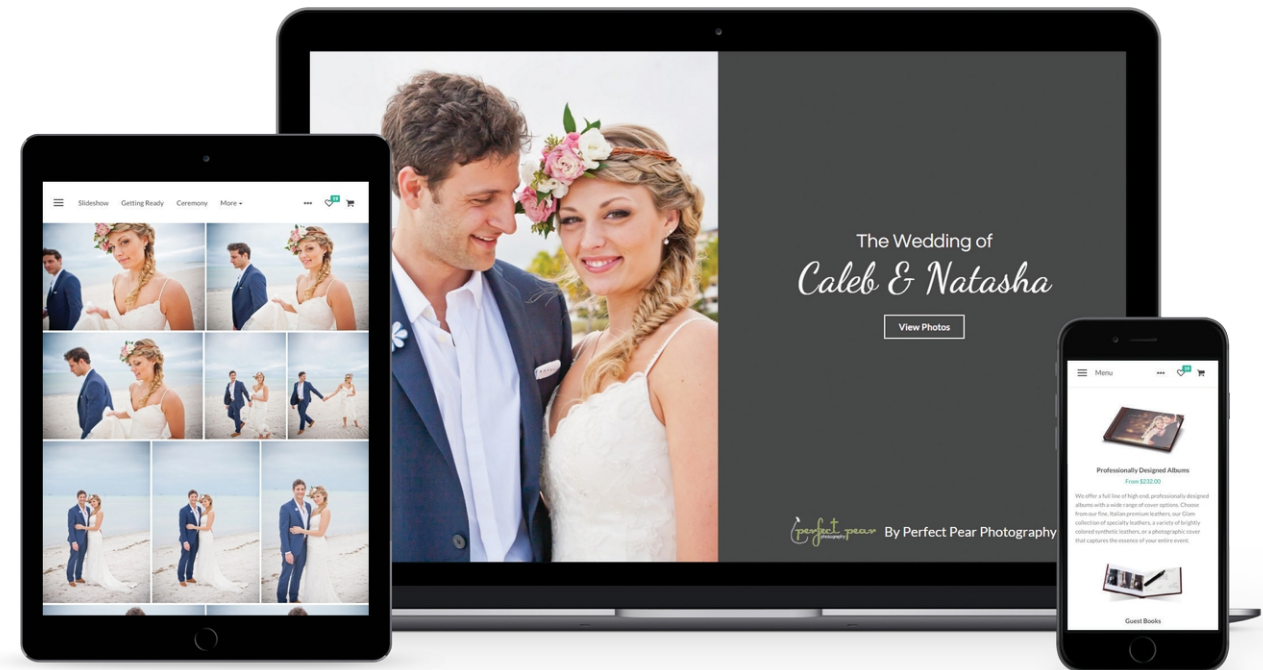 Slideshow Getting Ready Ceremony More
The Wedding of
Caleb & Natasha
View Photos
perfect pear
photography
By Perfect Pear Photography
Menu
Professionally Designed Albums
From $232.00
We offer a full line of high end, professionally designed
albums with a wide range of cover options. Choose
from our fine, Italian premium leathers, our Glam
collection of specialty leathers, a variety of brightly
colored synthetic leathers, or a photographic cover
that captures the essence of your entire event.
Guest Books